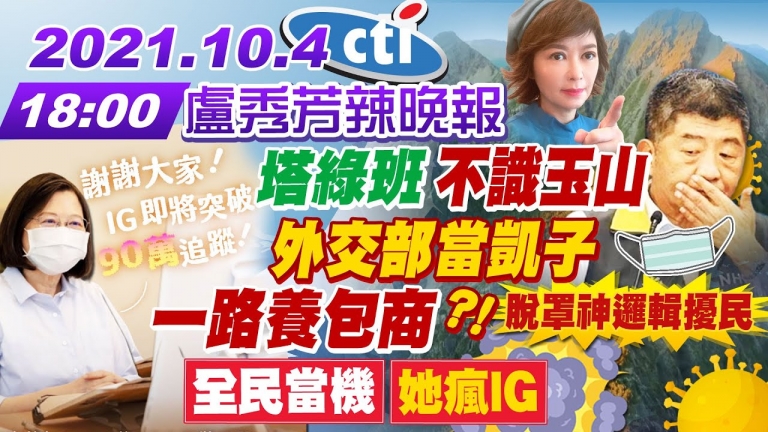 2021.10.4
cti
18:00 盧秀芳辣晚報
謝謝大家!
IG即將突破
90萬追蹤!
塔綠班 不識玉山
外交部當凱子
一路養包商?!
脫罩神邏輯擾民
全民當機 她瘋IG